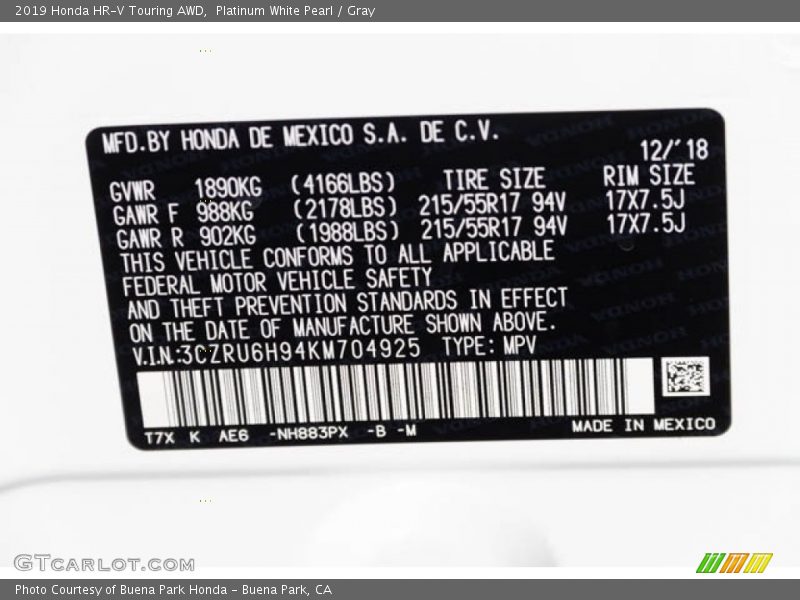 2019 Honda HR-V Touring AWD, Platinum White Pearl / Gray
MFD.BY HONDA DE MEXICO S.A. DE C.V.
12/'18
GVWR 1890KG (4166LBS) TIRE SIZE RIM SIZE
GAWR F 988KG (2178LBS) 215/55R17 94V 17X7.5J
GAWR R 902KG (1988LBS) 215/55R17 94V 17X7.5J
THIS VEHICLE CONFORMS TO ALL APPLICABLE
FEDERAL MOTOR VEHICLE SAFETY
AND THEFT PREVENTION STANDARDS IN EFFECT
ON THE DATE OF MANUFACTURE SHOWN ABOVE.
V.I.N.:3CZRU6H94KM704925 TYPE: MPV
T7X K AE6 -NH883PX -B -M MADE IN MEXICO
GTCARLOT.COM
Photo Courtesy of Buena Park Honda - Buena Park, CA